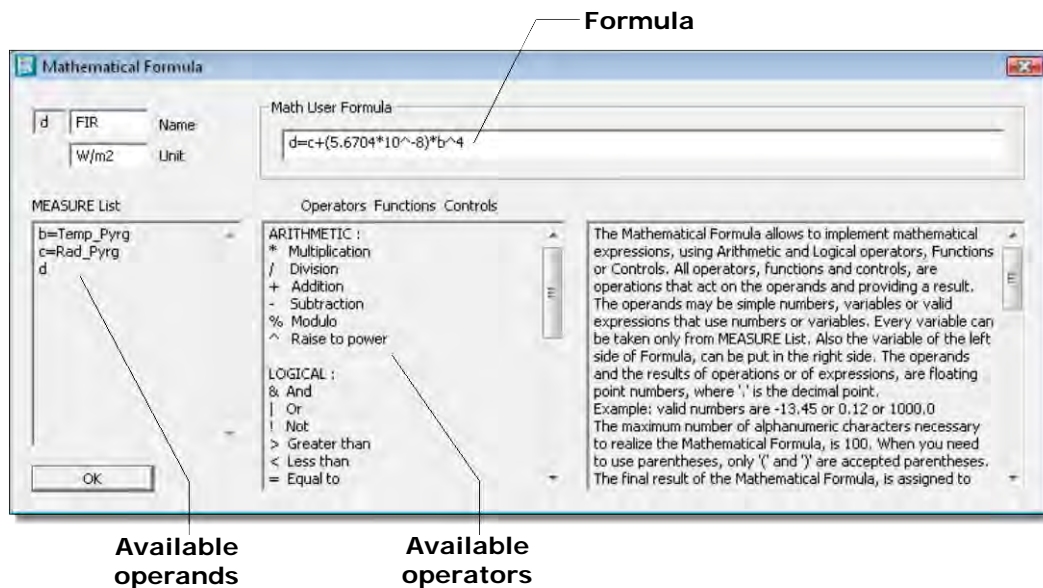 Formula
Mathematical Formula
d FIR Name
W/m2 Unit
Math User Formula
d=c+(5.6704*10^-8)*b^4
MEASURE List
b=Temp_Pyrg
c=Rad_Pyrg
d
OK
Operators Functions Controls
ARITHMETIC :
* Multiplication
/ Division
+ Addition
- Subtraction
% Modulo
^ Raise to power
LOGICAL :
& And
| Or
! Not
> Greater than
< Less than
= Equal to
The Mathematical Formula allows to implement mathematical
expressions, using Arithmetic and Logical operators, Functions
or Controls. All operators, functions and controls, are
operations that act on the operands and providing a result.
The operands may be simple numbers, variables or valid
expressions that use numbers or variables. Every variable can
be taken only from MEASURE List. Also the variable of the left
side of Formula, can be put in the right side. The operands
and the results of operations or of expressions, are floating
point numbers, where '.' is the decimal point.
Example: valid numbers are -13.45 or 0.12 or 1000.0
The maximum number of alphanumeric characters necessary
to realize the Mathematical Formula, is 100. When you need
to use parentheses, only '(' and ')' are accepted parentheses.
The final result of the Mathematical Formula, is assigned to
Available
operands
Available
operators